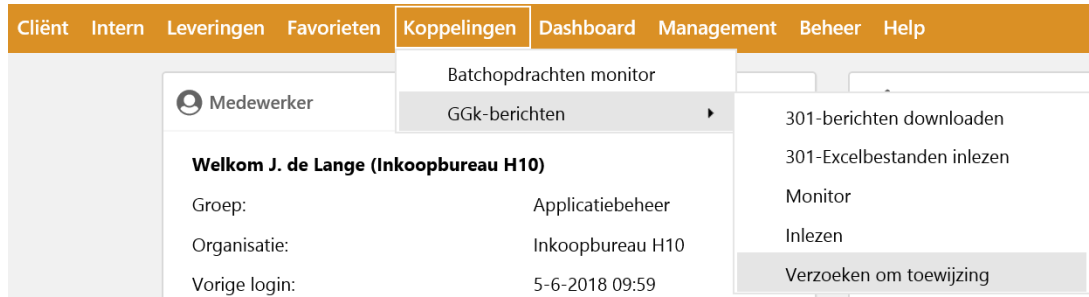 Cliënt Intern Leveringen Favorieten Koppelingen Dashboard Management Beheer Help
Batchopdrachten monitor
Medewerker
GGk-berichten
301-berichten downloaden
301-Excelbestanden inlezen
Welkom J. de Lange (Inkoopbureau H10)
Monitor
Groep: Applicatiebeheer
Inlezen
Organisatie: Inkoopbureau H10
Verzoeken om toewijzing
Vorige login: 5-6-2018 09:59